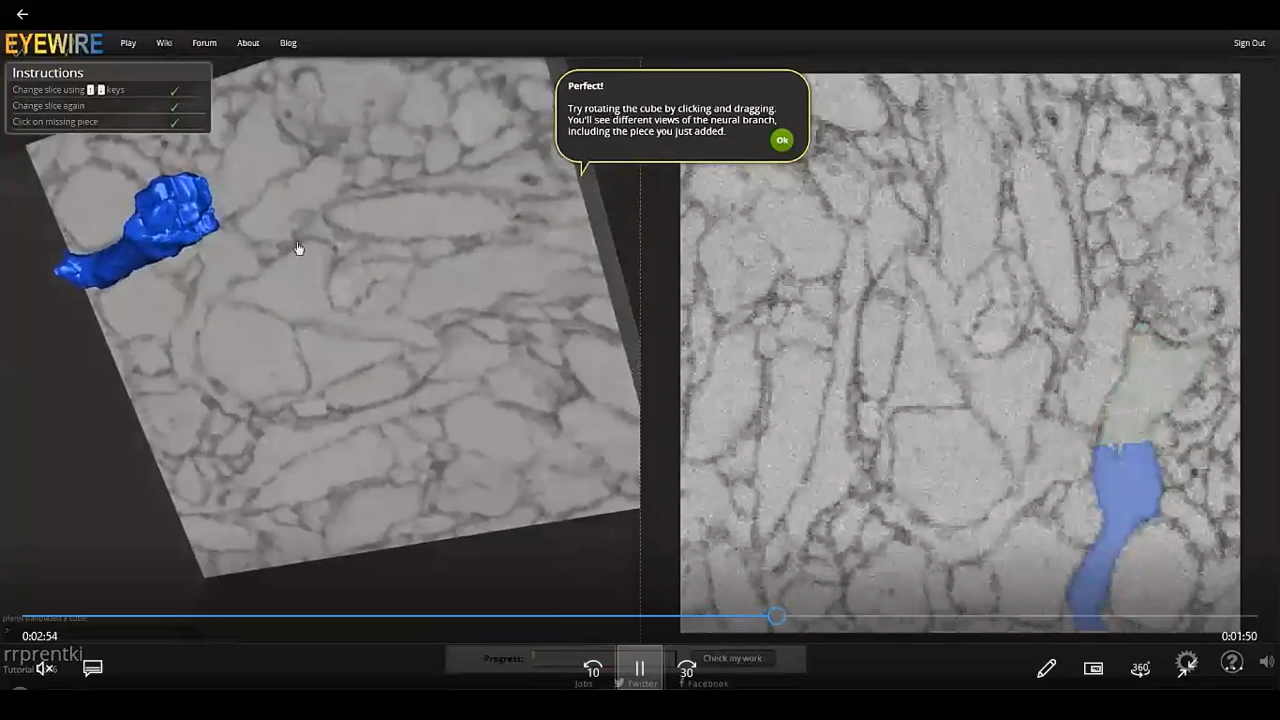 EYEWIRE Play Wiki Forum About Blog Sign Out
Instructions
Change slice using keys
Change slice again
Click on missing piece
Perfect!
Try rotating the cube by clicking and dragging.
You'll see different views of the neural branch,
including the piece you just added.
Ok
0:02:54
0:01:50
rrprentki
Tutorial
Progress:
Check my work
10
30
360°
Jobs Twitter Facebook